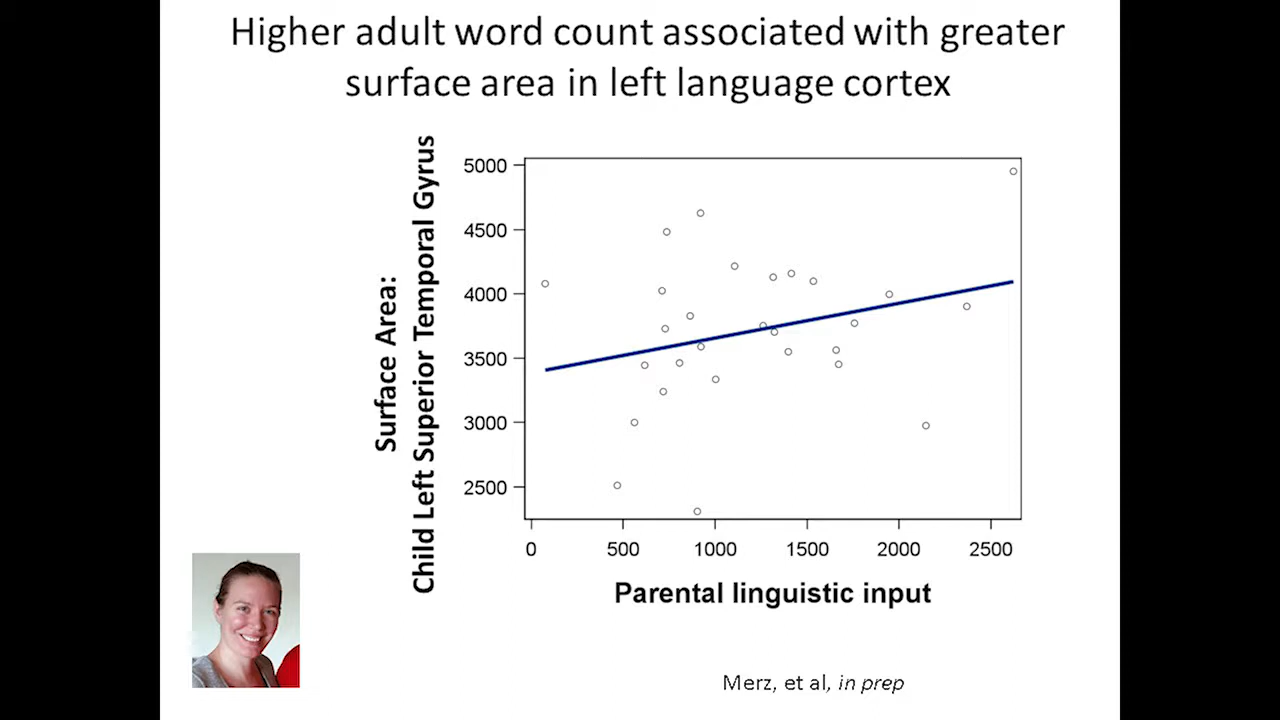 Higher adult word count associated with greater
surface area in left language cortex
Surface Area:
Child Left Superior Temporal Gyrus
5000
4500
4000
3500
3000
2500
0 500 1000 1500 2000 2500
Parental linguistic input
Merz, et al, in prep